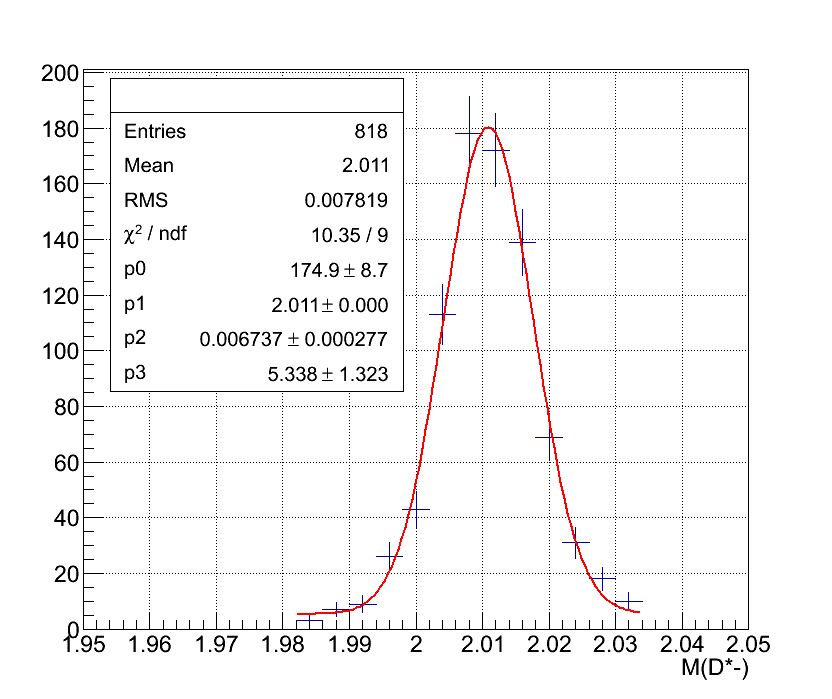 200
180
160
140
120
100
80
60
40
20
0
Entries 818
Mean 2.011
RMS 0.007819
χ² / ndf 10.35 / 9
p0 174.9 ± 8.7
p1 2.011 ± 0.000
p2 0.006737 ± 0.000277
p3 5.338 ± 1.323
1.95 1.96 1.97 1.98 1.99 2 2.01 2.02 2.03 2.04 2.05
M(D*-)